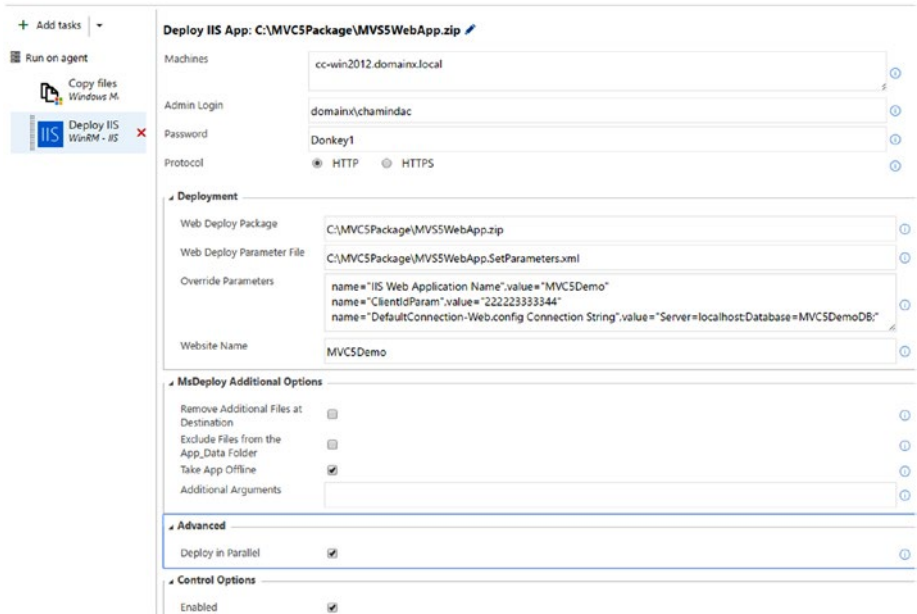 + Add tasks
Deploy IIS App: C:\MVC5Package\MVS5WebApp.zip
Run on agent
Copy files
Windows M
Deploy IIS
WinRM - IIS
Machines
cc-win2012.domainx.local
Admin Login
domainx\chamindac
Password
Donkey1
Protocol
HTTP HTTPS
Deployment
Web Deploy Package
C:\MVC5Package\MVS5WebApp.zip
Web Deploy Parameter File
C:\MVC5Package\MVS5WebApp.SetParameters.xml
Override Parameters
name="IIS Web Application Name",value="MVC5Demo"
name="ClientIdParam",value="222223333344"
name="DefaultConnection-Web.config Connection String",value="Server=localhost;Database=MVC5DemoDB;"
Website Name
MVC5Demo
MsDeploy Additional Options
Remove Additional Files at
Destination
Exclude Files from the
App_Data Folder
Take App Offline
Additional Arguments
Advanced
Deploy in Parallel
Control Options
Enabled